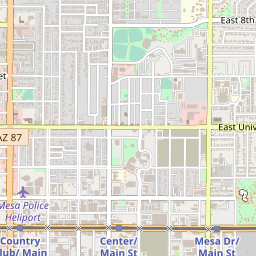 East 8th
et
AZ 87
East Univ
Mesa Police
Heliport
Country
lub/ Main
Center/
Main St
Mesa Dr/
Main St